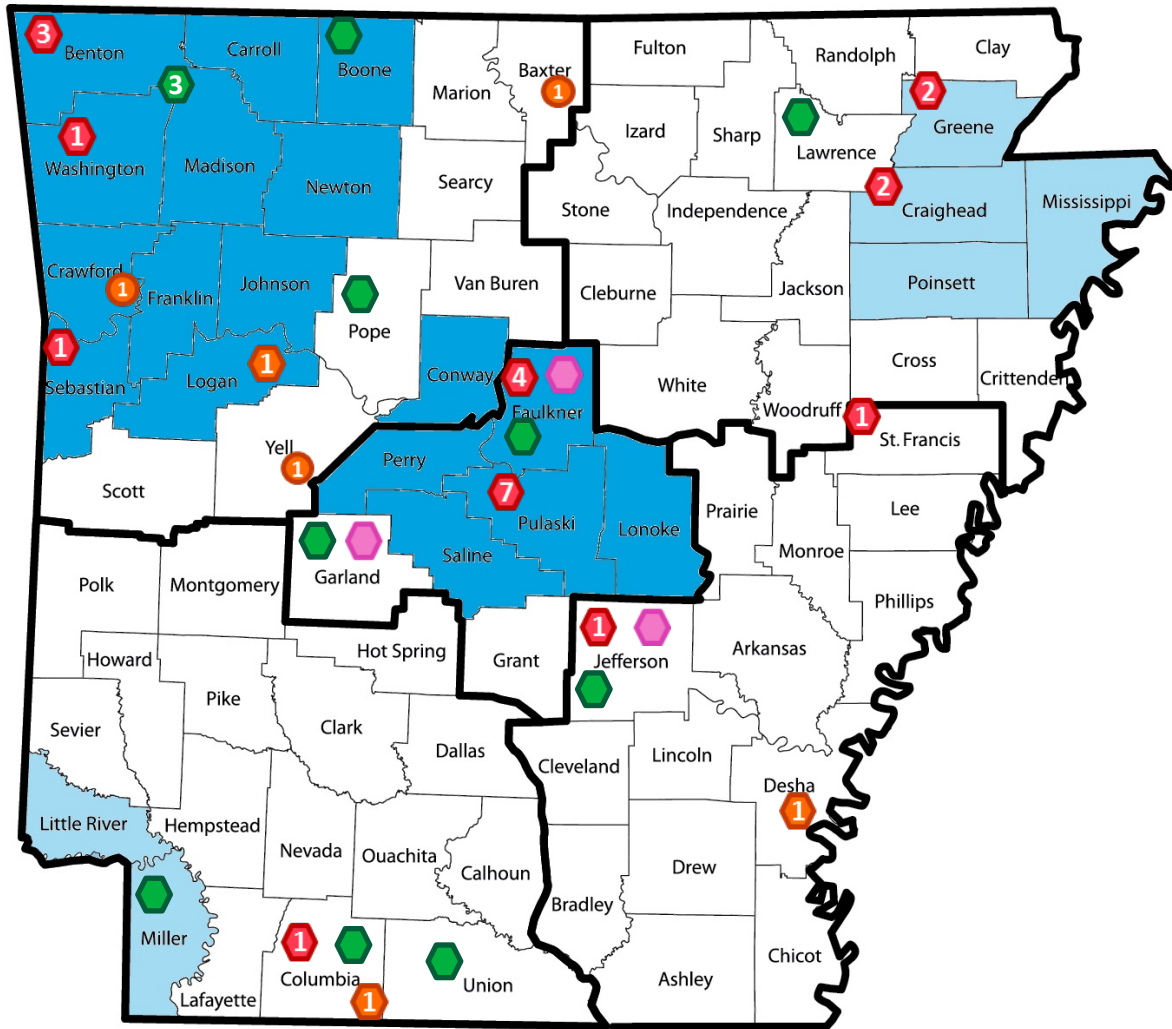 3
Benton
Carroll
Boone
Marion
Baxter
1
Fulton
Randolph
Clay
3
1
Washington
Madison
Newton
Searcy
Izard
Sharp
Lawrence
2
Greene
Stone
Independence
2
Craighead
Mississippi
Crawford
1
Franklin
Johnson
Pope
Van Buren
Cleburne
Jackson
Poinsett
1
Sebastian
Logan
1
Conway
4
Faulkner
White
Woodruff
Cross
Crittenden
1
St. Francis
Scott
Yell
1
Perry
7
Pulaski
Saline
Lonoke
Prairie
Monroe
Lee
Phillips
Polk
Montgomery
Garland
Hot Spring
Grant
1
Jefferson
Arkansas
Howard
Pike
Clark
Sevier
Dallas
Cleveland
Lincoln
Desha
1
Little River
Hempstead
Nevada
Ouachita
Calhoun
Bradley
Drew
Miller
Lafayette
1
Columbia
1
Union
Ashley
Chicot